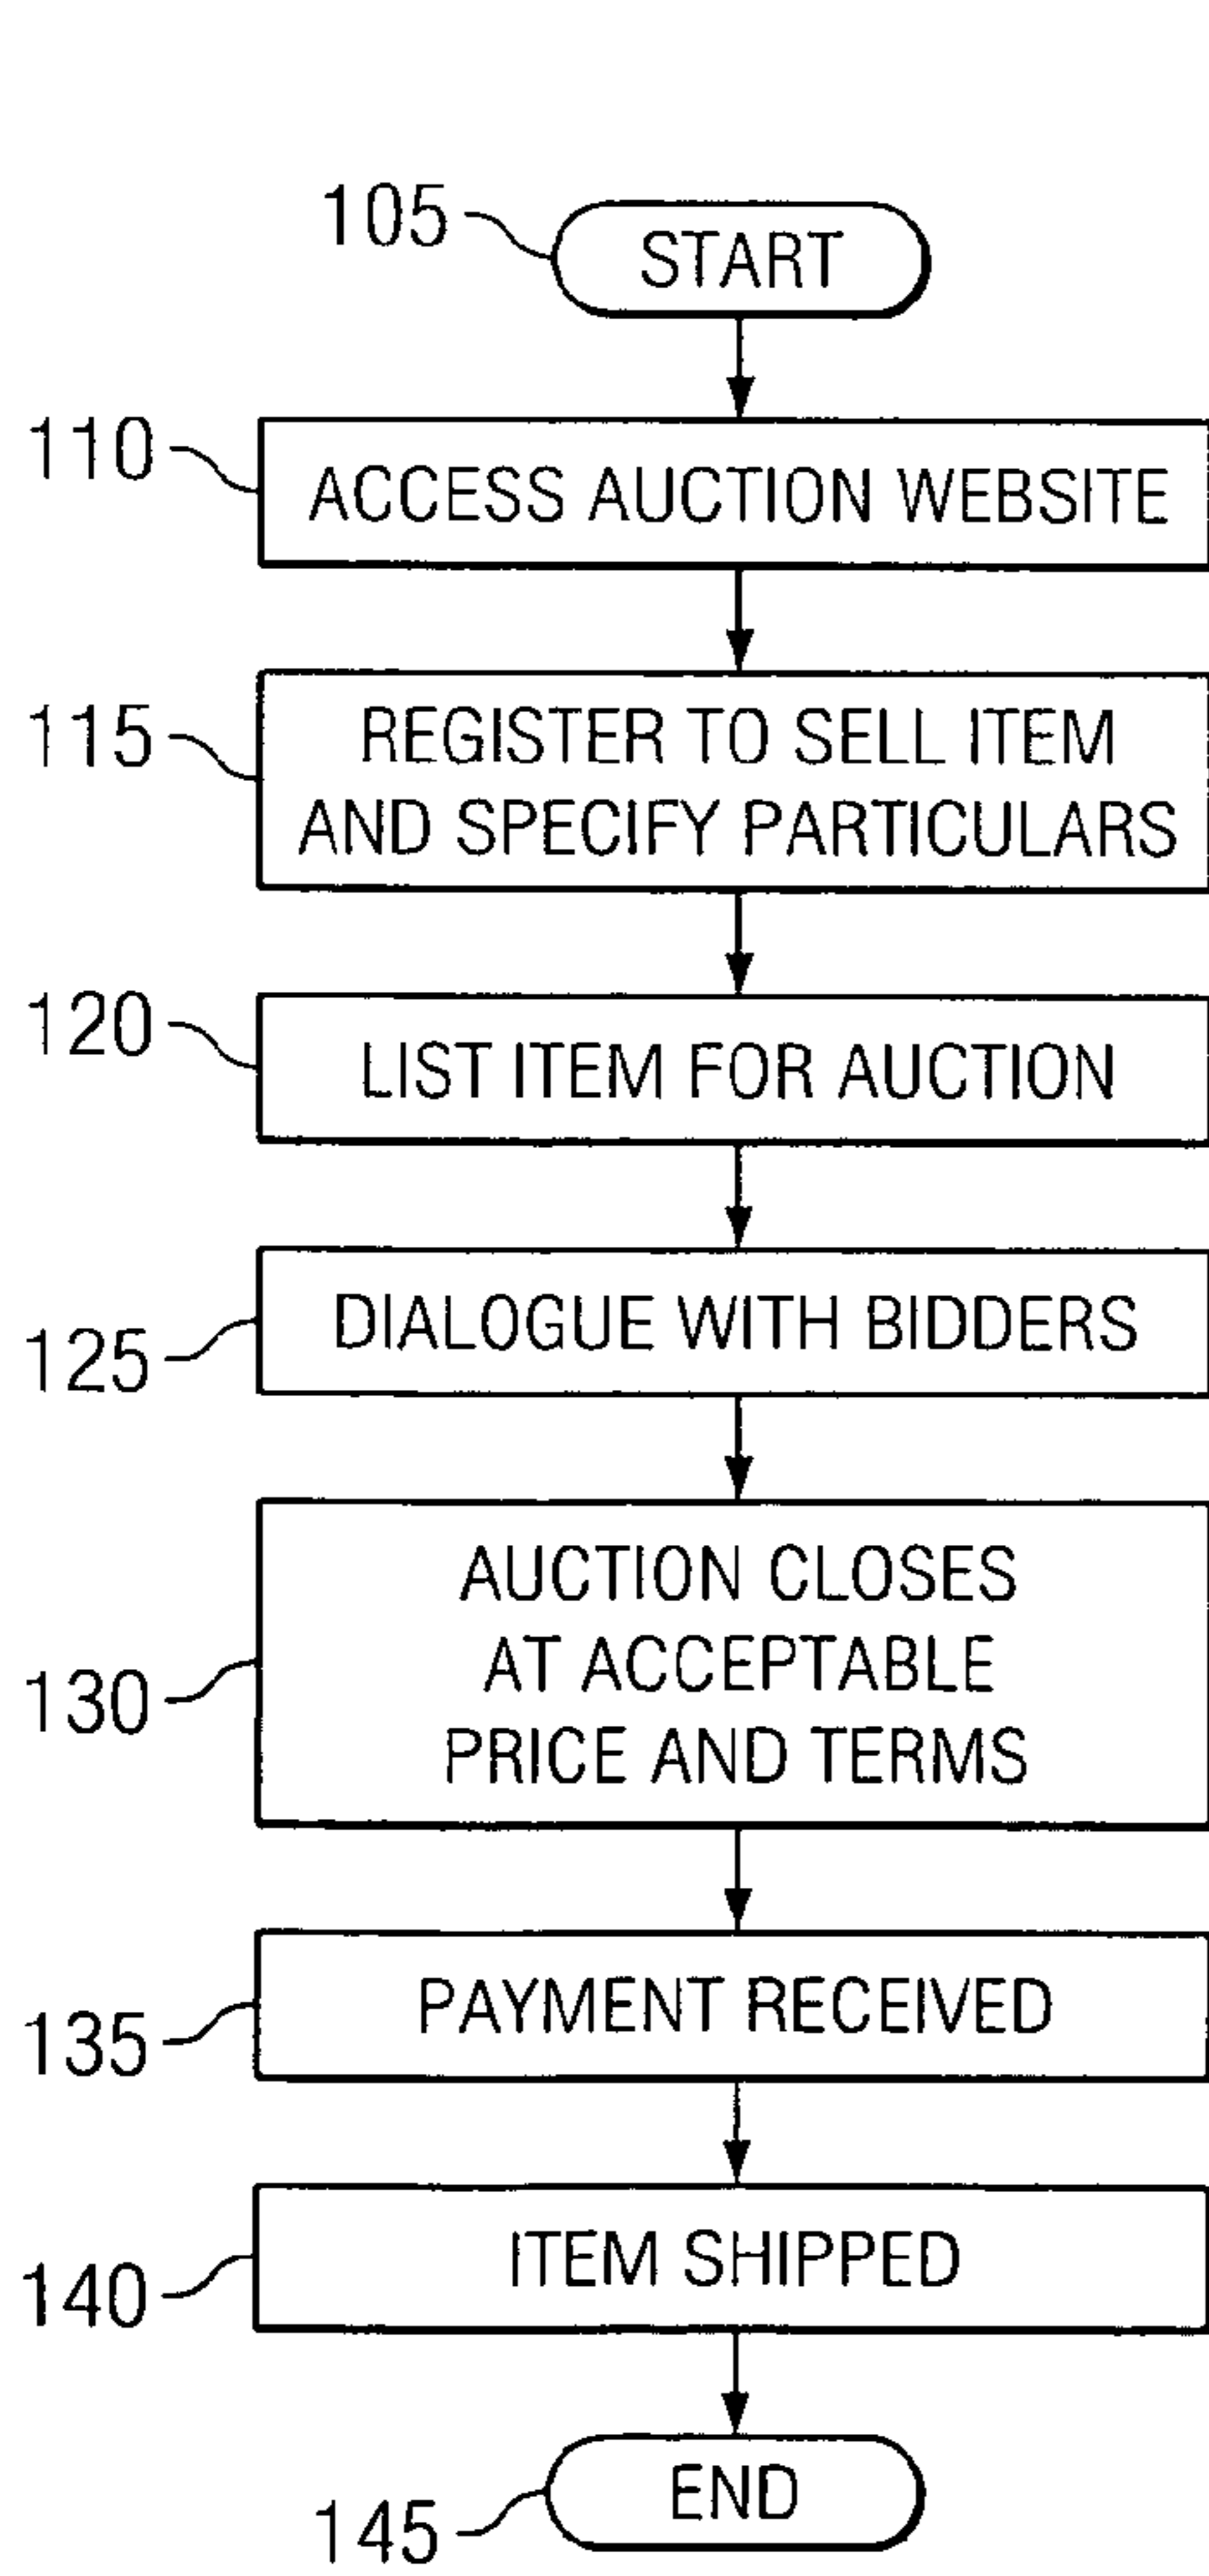 105
START
110
ACCESS AUCTION WEBSITE
115
REGISTER TO SELL ITEM
AND SPECIFY PARTICULARS
120
LIST ITEM FOR AUCTION
125
DIALOGUE WITH BIDDERS
130
AUCTION CLOSES
AT ACCEPTABLE
PRICE AND TERMS
135
PAYMENT RECEIVED
140
ITEM SHIPPED
145
END